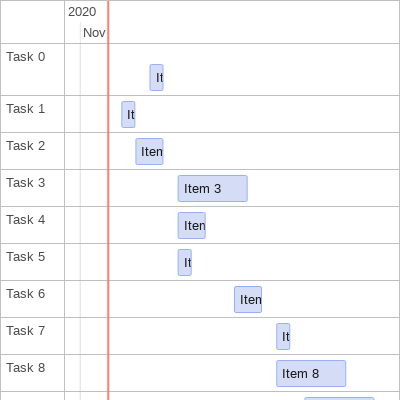 2020
Nov
Task 0
It
Task 1
It
Task 2
Item
Task 3
Item 3
Task 4
Item
Task 5
It
Task 6
Item
Task 7
It
Task 8
Item 8